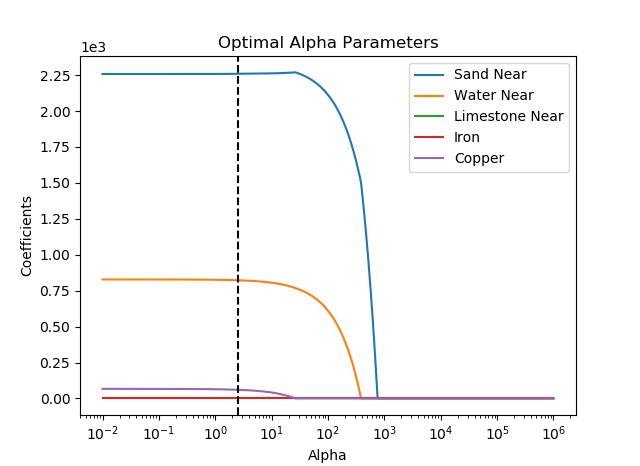 Optimal Alpha Parameters
1e3
2.25
2.00
1.75
1.50
1.25
1.00
0.75
0.50
0.25
0.00
Coefficients
Sand Near
Water Near
Limestone Near
Iron
Copper
10⁻² 10⁻¹ 10⁰ 10¹ 10² 10³ 10⁴ 10⁵ 10⁶
Alpha